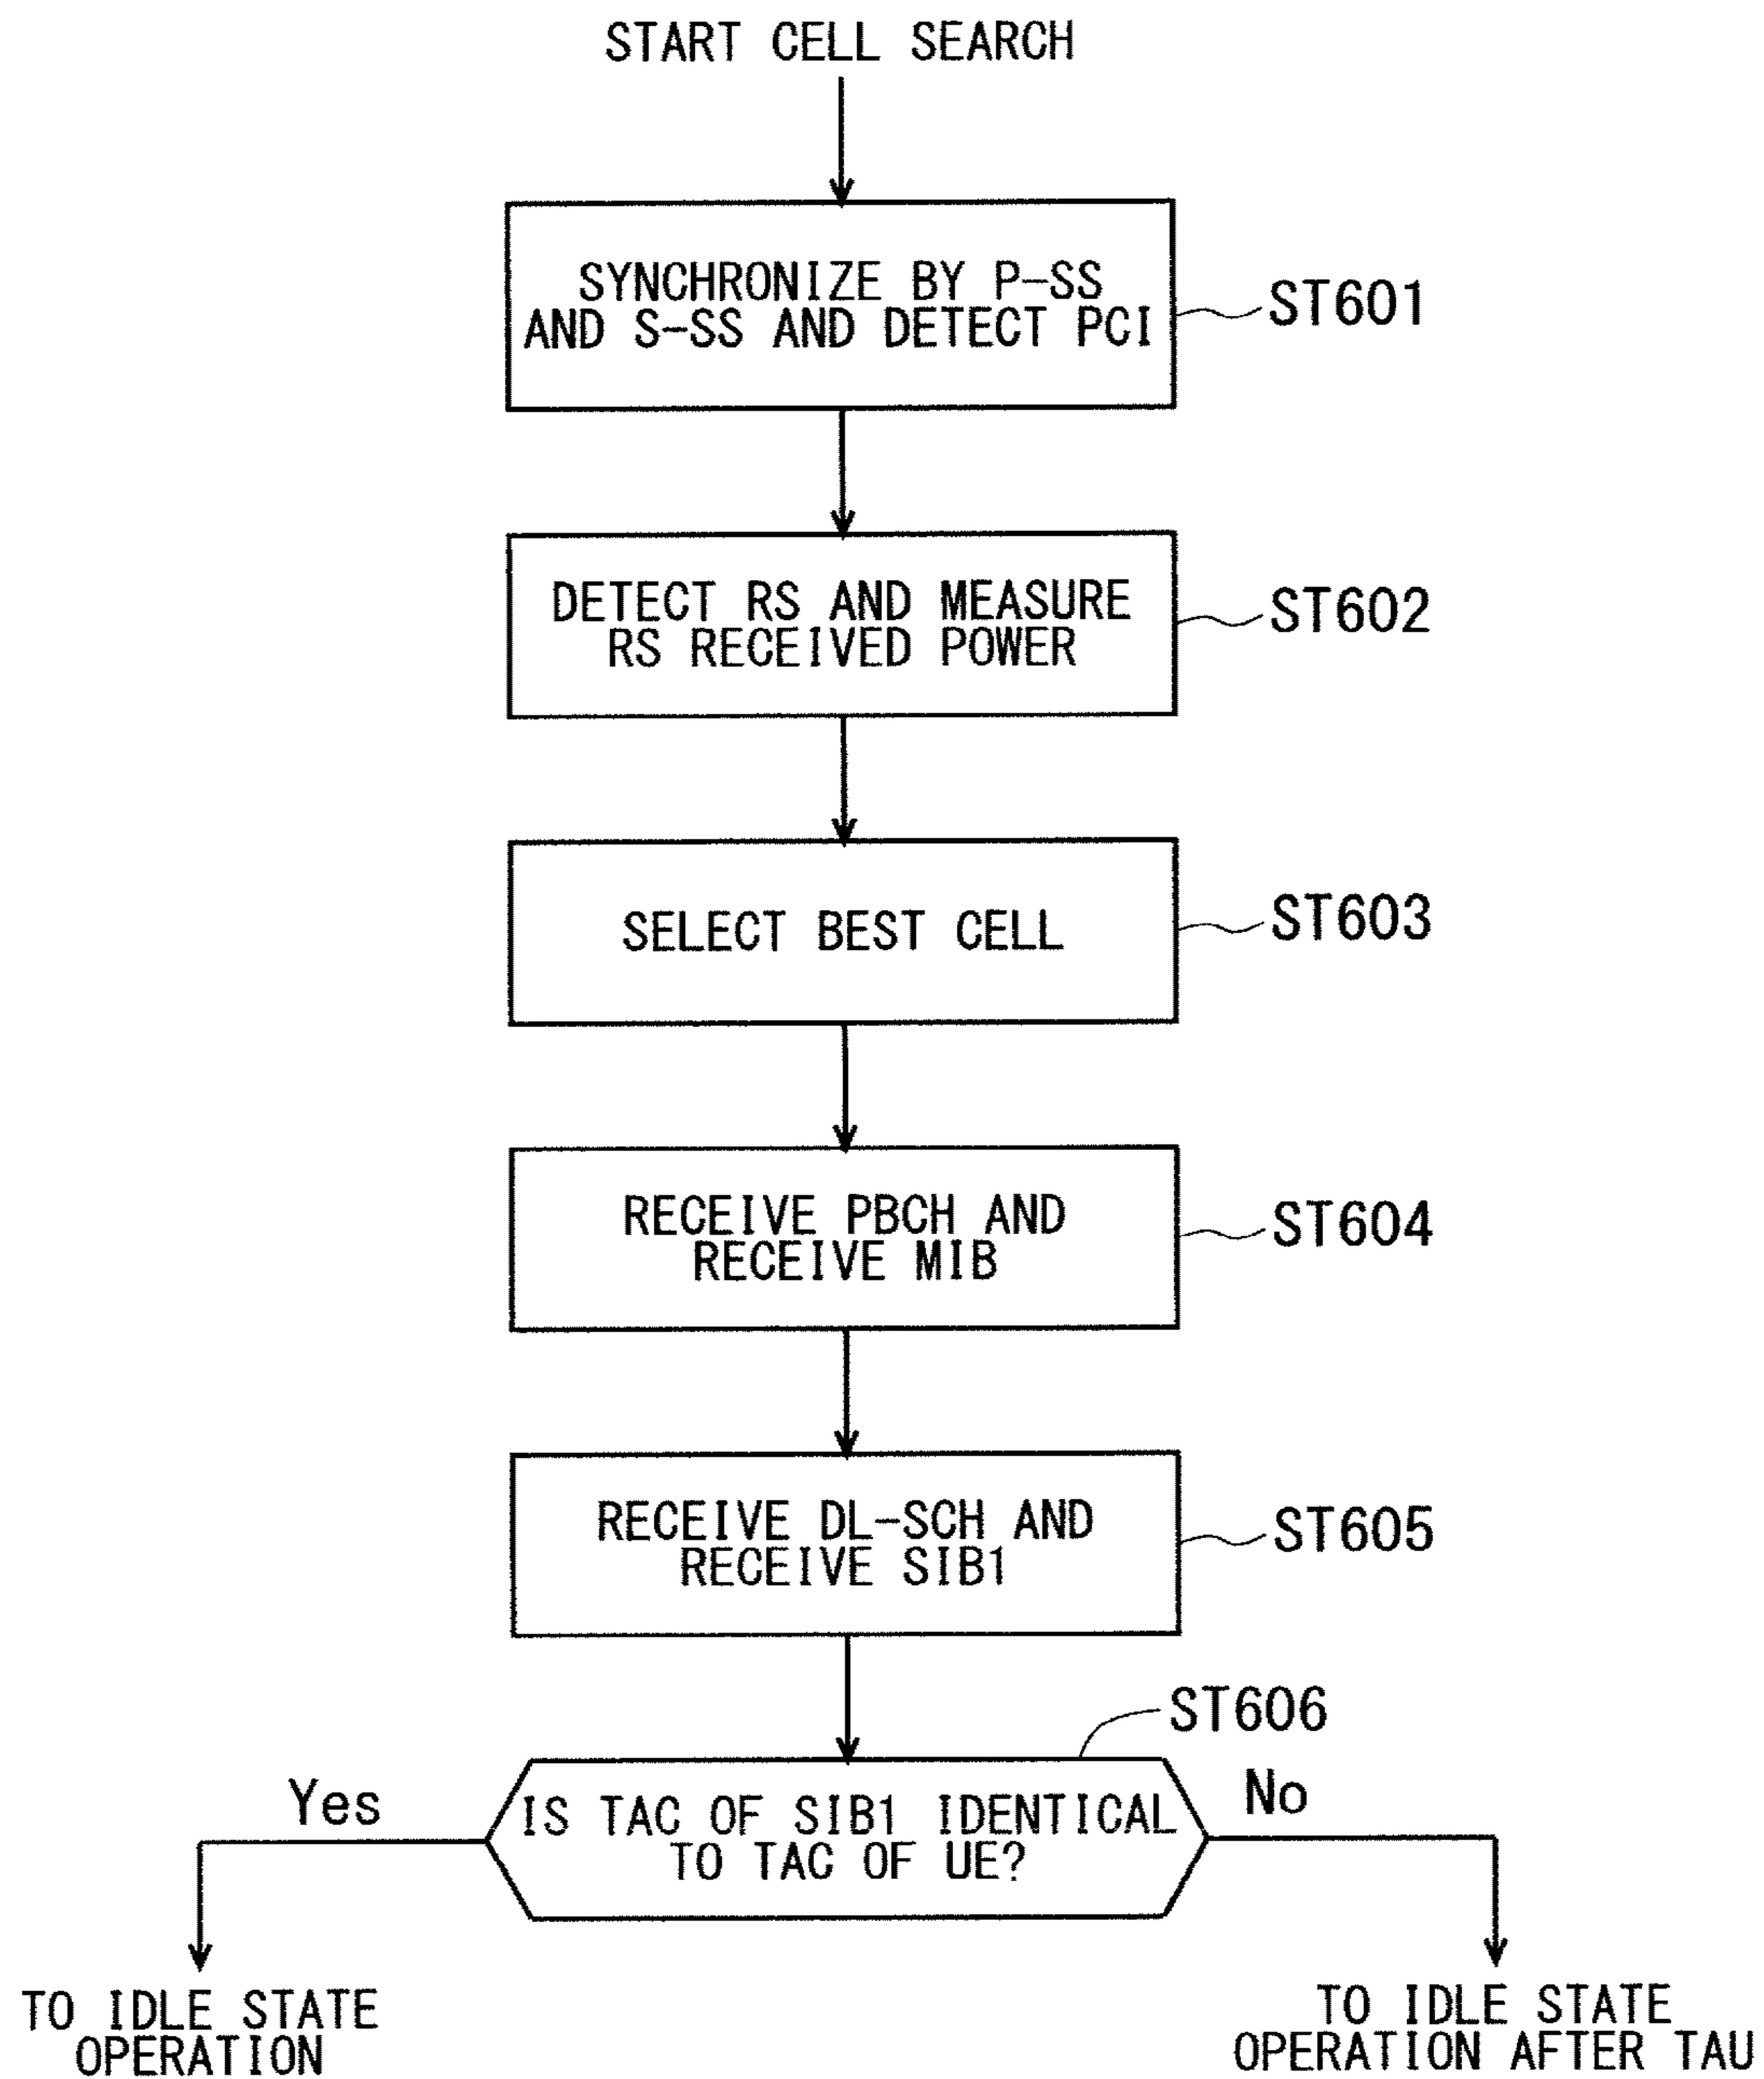 START CELL SEARCH
SYNCHRONIZE BY P-SS
AND S-SS AND DETECT PCI
ST601
DETECT RS AND MEASURE
RS RECEIVED POWER
ST602
SELECT BEST CELL
ST603
RECEIVE PBCH AND
RECEIVE MIB
ST604
RECEIVE DL-SCH AND
RECEIVE SIB1
ST605
ST606
Yes
IS TAC OF SIB1 IDENTICAL
TO TAC OF UE?
No
TO IDLE STATE
OPERATION
TO IDLE STATE
OPERATION AFTER TAU